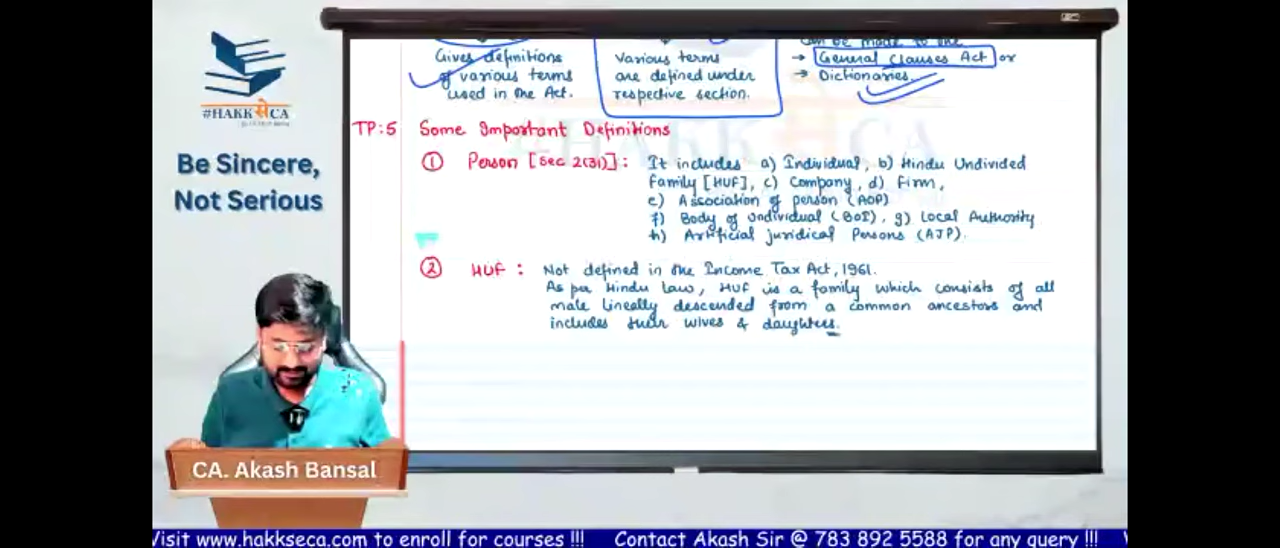 can be made to the
Gives definitions
of various terms
used in the Act.
Various terms
are defined under
respective section.
→ General clauses Act or
→ Dictionaries.
#HAKKसेCA
Be Sincere,
Not Serious
TP:5 Some Important Definitions
① Person [sec 2(31)]: It includes a) Individual, b) Hindu Undivided
Family [HUF], c) Company, d) Firm,
e) Association of person (AOP)
f) Body of Individual (BOI), g) Local Authority
h) Artificial juridical Persons (AJP).
② HUF : Not defined in the Income Tax Act, 1961.
As per Hindu law, HUF is a family which consists of all
male lineally descended from a common ancestors and
includes their wives & daughters.
CA. Akash Bansal
Visit www.hakkseca.com to enroll for courses !!! Contact Akash Sir @ 783 892 5588 for any query !!!